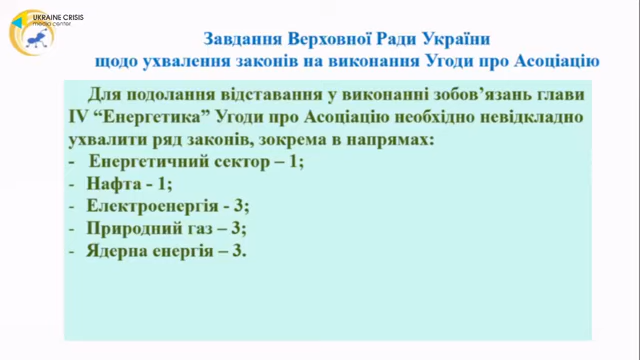 UKRAINE CRISIS
media center
Завдання Верховної Ради України
щодо ухвалення законів на виконання Угоди про Асоціацію
Для подолання відставання у виконанні зобов’язань глави
IV “Енергетика” Угоди про Асоціацію необхідно невідкладно
ухвалити ряд законів, зокрема в напрямах:
- Енергетичний сектор – 1;
- Нафта - 1;
- Електроенергія - 3;
- Природний газ – 3;
- Ядерна енергія – 3.